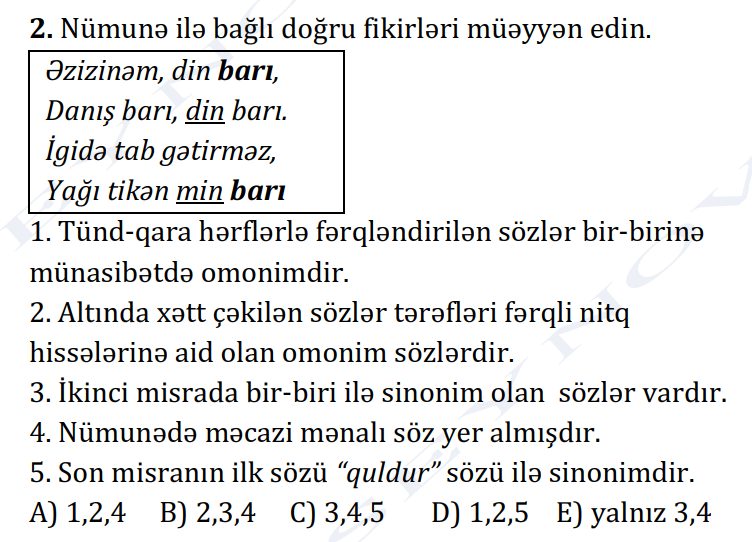 2. Nümunə ilə bağlı doğru fikirləri müəyyən edin.
Əzizinəm, din barı,
Danış barı, din barı.
İgidə tab gətirməz,
Yağı tikən min barı
1. Tünd-qara hərflərlə fərqləndirilən sözlər bir-birinə
münasibətdə omonimdir.
2. Altında xətt çəkilən sözlər tərəfləri fərqli nitq
hissələrinə aid olan omonim sözlərdir.
3. İkinci misrada bir-biri ilə sinonim olan sözlər vardır.
4. Nümunədə məcazi mənalı söz yer almışdır.
5. Son misranın ilk sözü “quldur” sözü ilə sinonimdir.
A) 1,2,4 B) 2,3,4 C) 3,4,5 D) 1,2,5 E) yalnız 3,4